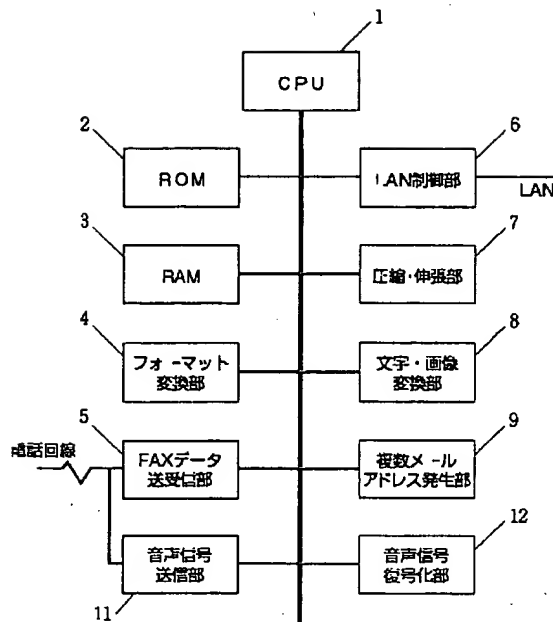 1
CPU
2
ROM
6
LAN制御部
LAN
3
RAM
7
圧縮・伸張部
4
フォーマット
変換部
8
文字・画像
変換部
5
電話回線
FAXデータ
送受信部
9
複数メール
アドレス発生部
音声信号
送信部
11
12
音声信号
復号化部